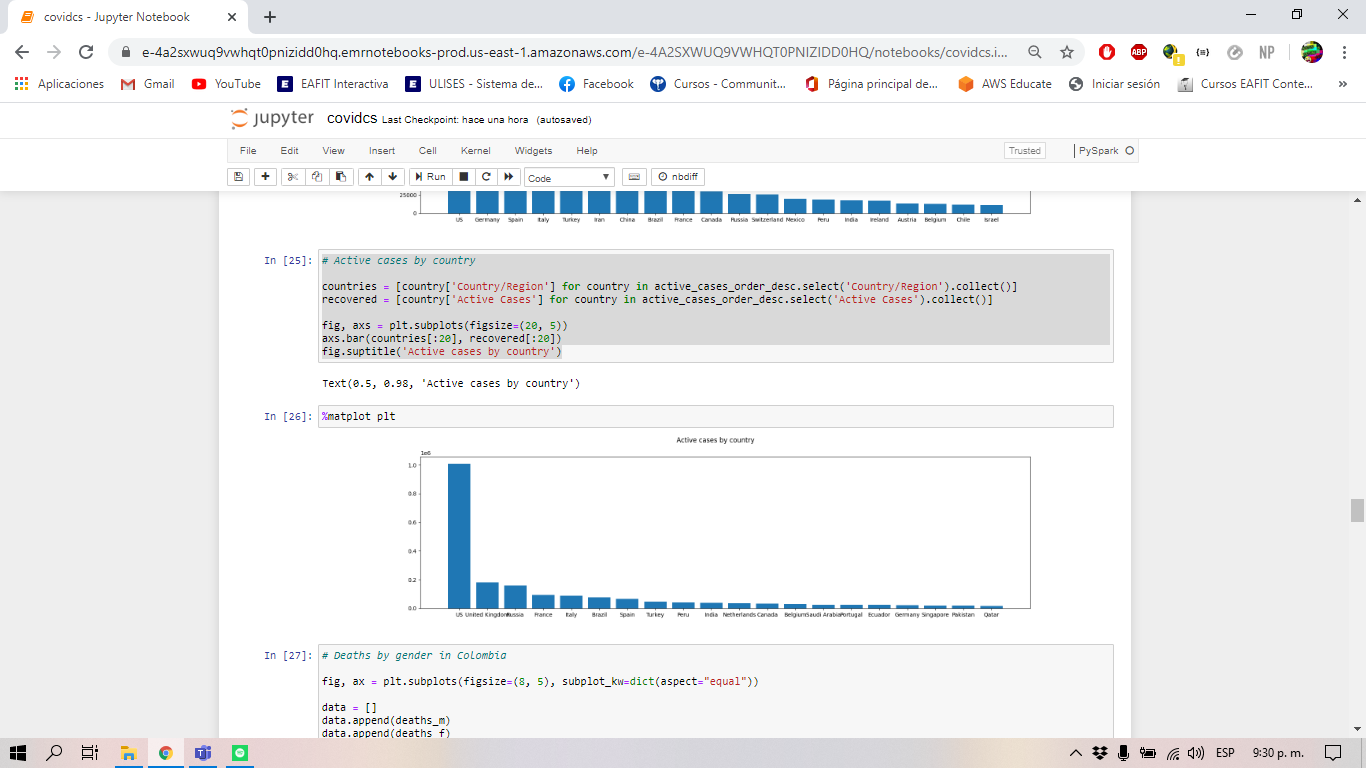 covidcs - Jupyter Notebook
e-4a2sxwuq9vwhqt0pnizidd0hq.emrnotebooks-prod.us-east-1.amazonaws.com/e-4A2SXWUQ9VWHQT0PNIZIDD0HQ/notebooks/covidcs.i...
ABP
NP
Aplicaciones Gmail YouTube EAFIT Interactiva ULISES - Sistema de... Facebook Cursos - Communit... Página principal de... AWS Educate Iniciar sesión Cursos EAFIT Conte... »
jupyter covidcs Last Checkpoint: hace una hora (autosaved)
File Edit View Insert Cell Kernel Widgets Help Trusted PySpark
Run Code nbdiff
25000
0
US Germany Spain Italy Turkey Iran China Brazil France Canada Russia Switzerland Mexico Peru India Ireland Austria Belgium Chile Israel
In [25]: # Active cases by country
countries = [country['Country/Region'] for country in active_cases_order_desc.select('Country/Region').collect()]
recovered = [country['Active Cases'] for country in active_cases_order_desc.select('Active Cases').collect()]
fig, axs = plt.subplots(figsize=(20, 5))
axs.bar(countries[:20], recovered[:20])
fig.suptitle('Active cases by country')
Text(0.5, 0.98, 'Active cases by country')
In [26]: %matplot plt
Active cases by country
1e6
1.0
0.8
0.6
0.4
0.2
0.0
US United Kingdom Russia France Italy Brazil Spain Turkey Peru India Netherlands Canada Belgium Saudi Arabia Portugal Ecuador Germany Singapore Pakistan Qatar
In [27]: # Deaths by gender in Colombia
fig, ax = plt.subplots(figsize=(8, 5), subplot_kw=dict(aspect="equal"))
data = []
data.append(deaths_m)
data.append(deaths_f)
ESP 9:30 p. m.